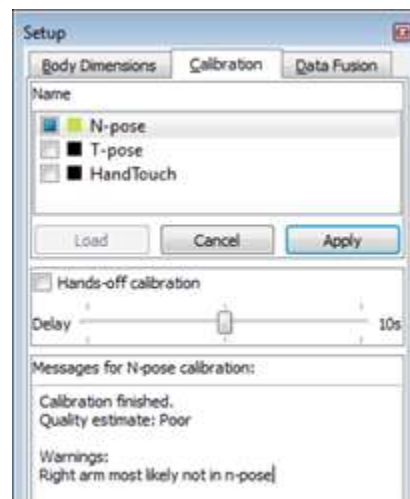 Setup
Body Dimensions Calibration Data Fusion
Name
N-pose
T-pose
HandTouch
Load Cancel Apply
Hands-off calibration
Delay 10s
Messages for N-pose calibration:
Calibration finished.
Quality estimate: Poor
Warnings:
Right arm most likely not in n-pose